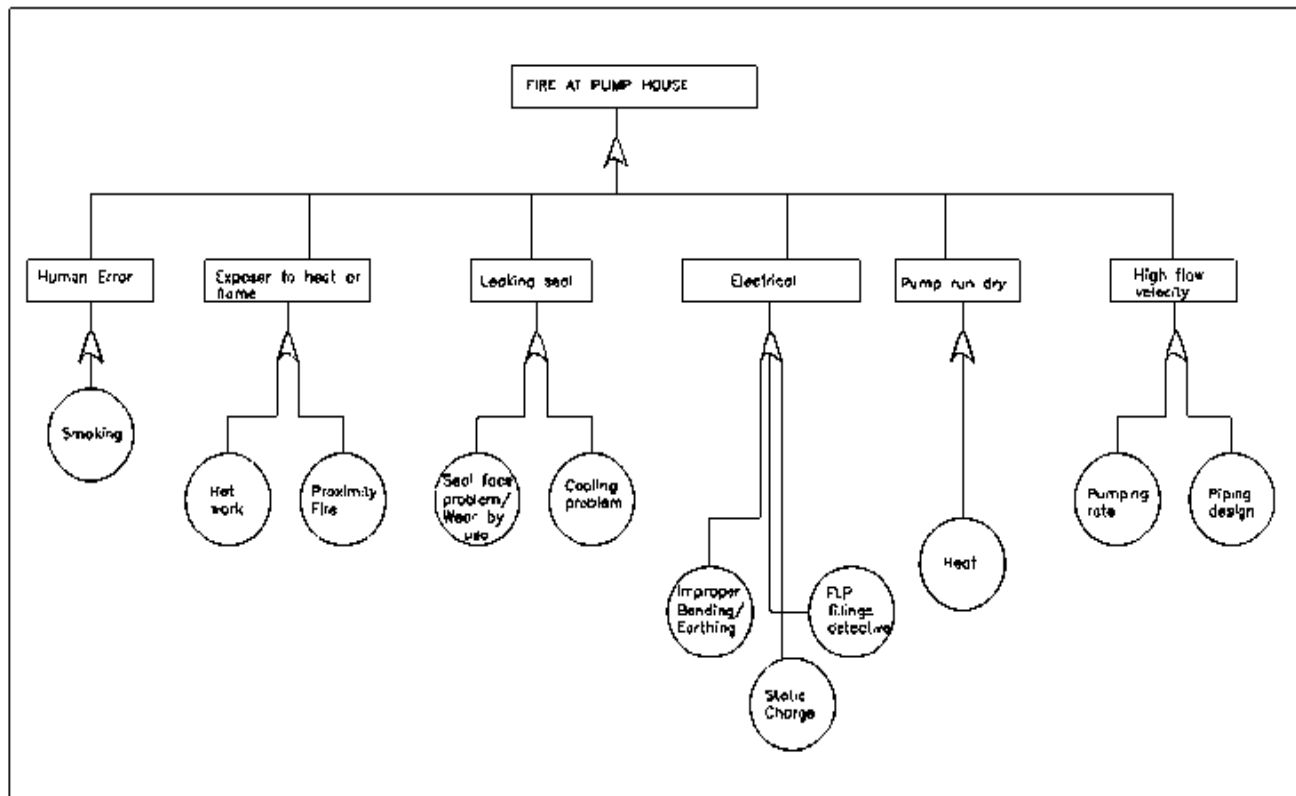 FIRE AT PUMP HOUSE
Human Error
Exposer to heat or
flame
Leaking seal
Electrical
Pump run dry
High flow
velocity
Smoking
Hot
work
Proximity
Fire
Seal face
problem/
Wear by
use
Cooling
problem
Improper
Bonding/
Earthing
FLP
fitings
detective
Static
Charge
Heat
Pumping
rate
Piping
design